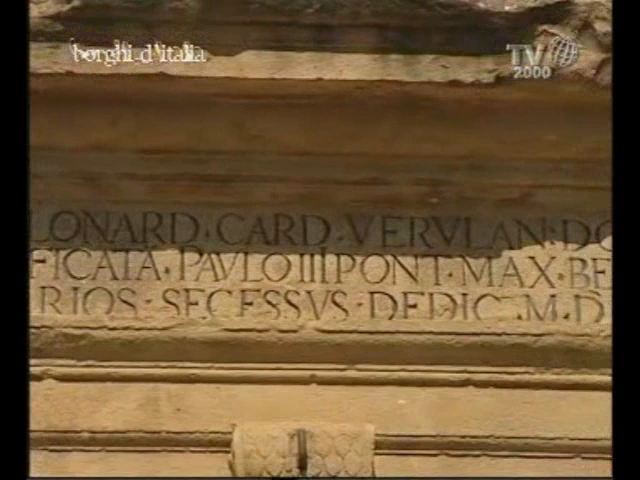 borghi d'italia
TV
2000
LONARD · CARD · VERVLAN · DO
FICATA · PAVLO III PONT · MAX · BE
RIOS · SECESSVS · DEDIC · M · D